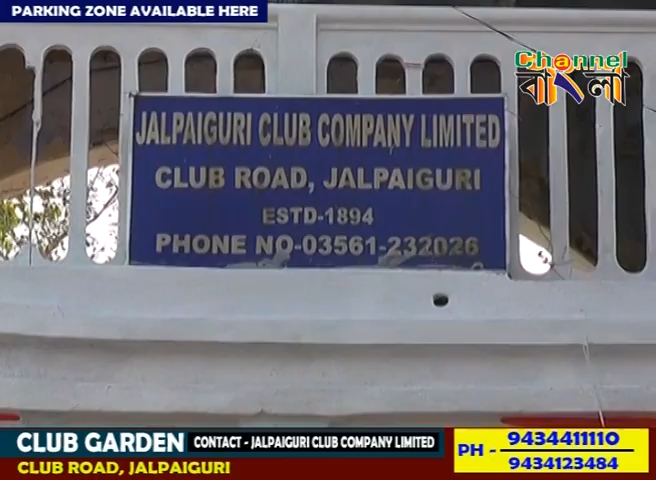 PARKING ZONE AVAILABLE HERE
Channel
বাংলা
JALPAIGURI CLUB COMPANY LIMITED
CLUB ROAD, JALPAIGURI
ESTD-1894
PHONE NO-03561-232026
CLUB GARDEN CONTACT - JALPAIGURI CLUB COMPANY LIMITED
CLUB ROAD, JALPAIGURI
PH - 9434411110
9434123484